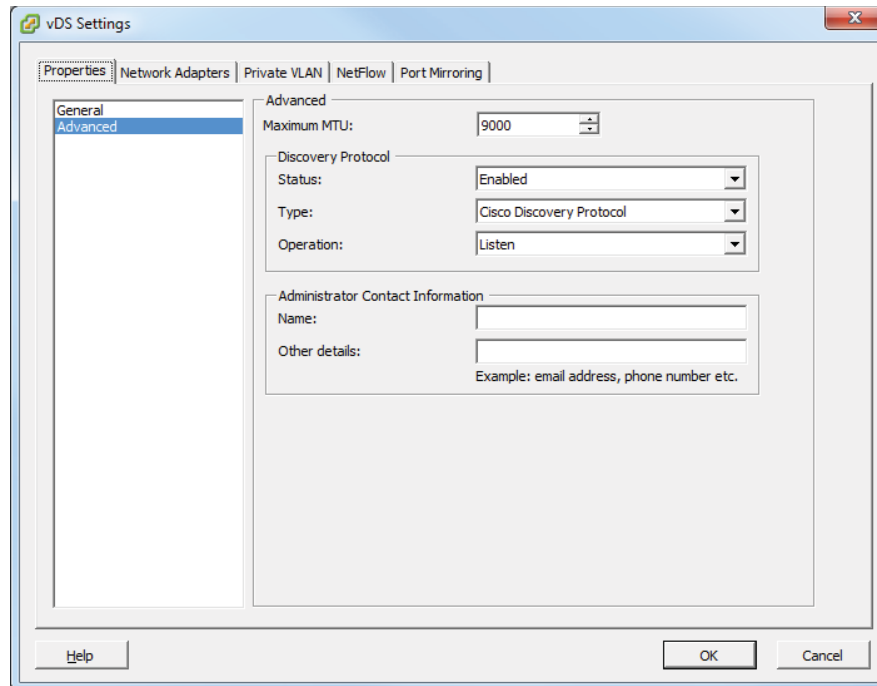 vDS Settings
Properties Network Adapters Private VLAN NetFlow Port Mirroring
General
Advanced
Advanced
Maximum MTU: 9000
Discovery Protocol
Status: Enabled
Type: Cisco Discovery Protocol
Operation: Listen
Administrator Contact Information
Name:
Other details:
Example: email address, phone number etc.
Help OK Cancel